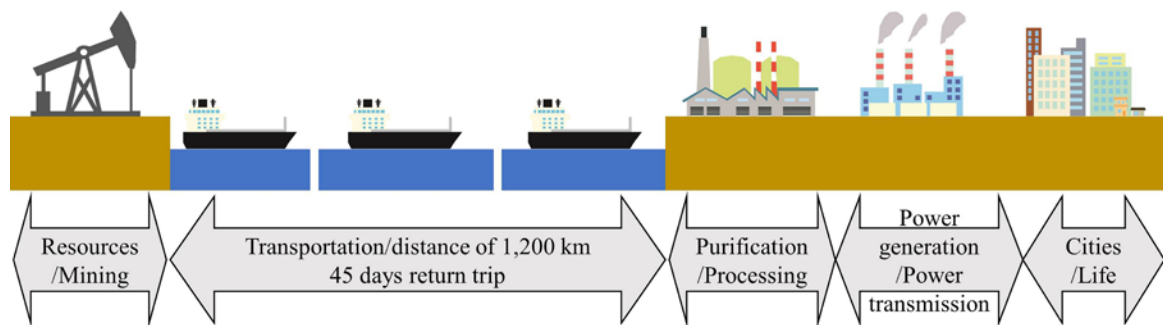 Resources
/Mining
Transportation/distance of 1,200 km
45 days return trip
Purification
/Processing
Power
generation
/Power
transmission
Cities
/Life